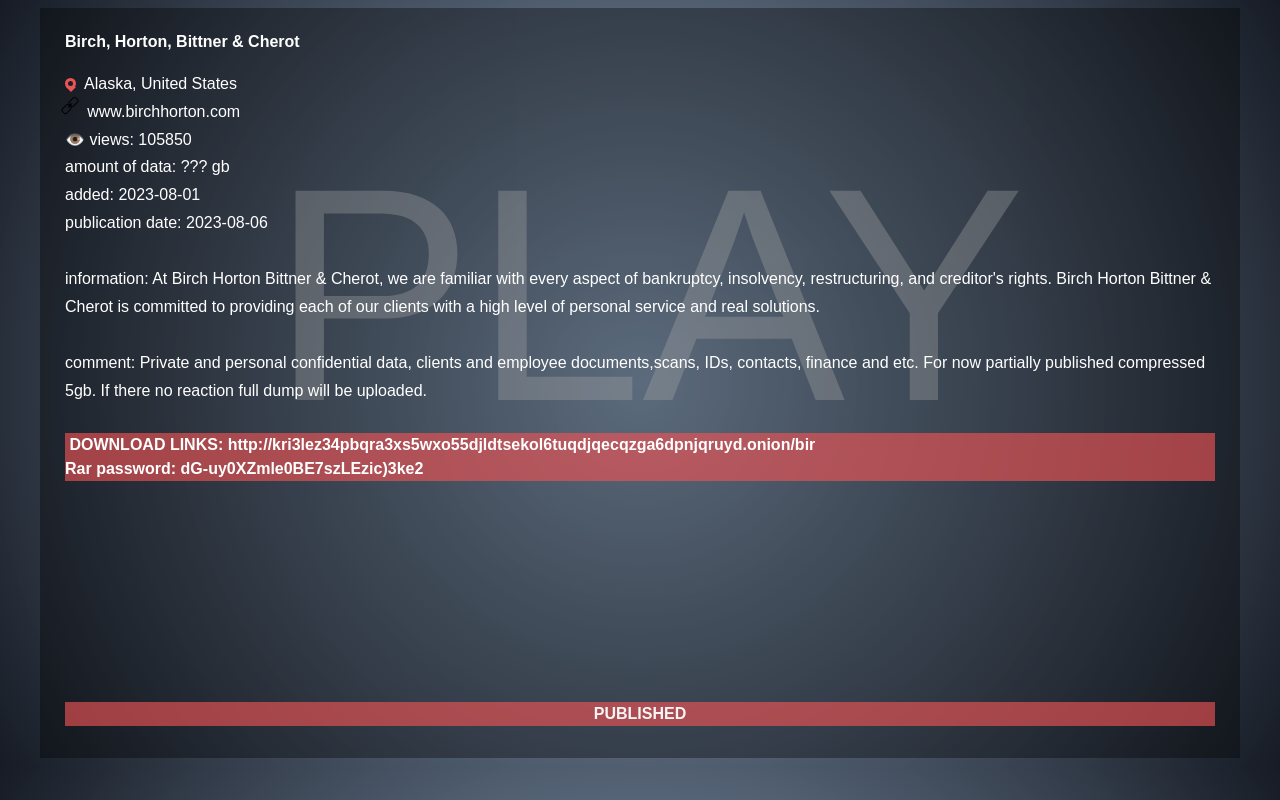 Birch, Horton, Bittner & Cherot
Alaska, United States
www.birchhorton.com
views: 105850
amount of data: ??? gb
added: 2023-08-01
publication date: 2023-08-06
PLAY
information: At Birch Horton Bittner & Cherot, we are familiar with every aspect of bankruptcy, insolvency, restructuring, and creditor's rights. Birch Horton Bittner &
Cherot is committed to providing each of our clients with a high level of personal service and real solutions.
comment: Private and personal confidential data, clients and employee documents,scans, IDs, contacts, finance and etc. For now partially published compressed
5gb. If there no reaction full dump will be uploaded.
DOWNLOAD LINKS: http://kri3lez34pbqra3xs5wxo55djldtsekol6tuqdjqecqzga6dpnjqruyd.onion/bir
Rar password: dG-uy0XZmle0BE7szLEzic)3ke2
PUBLISHED